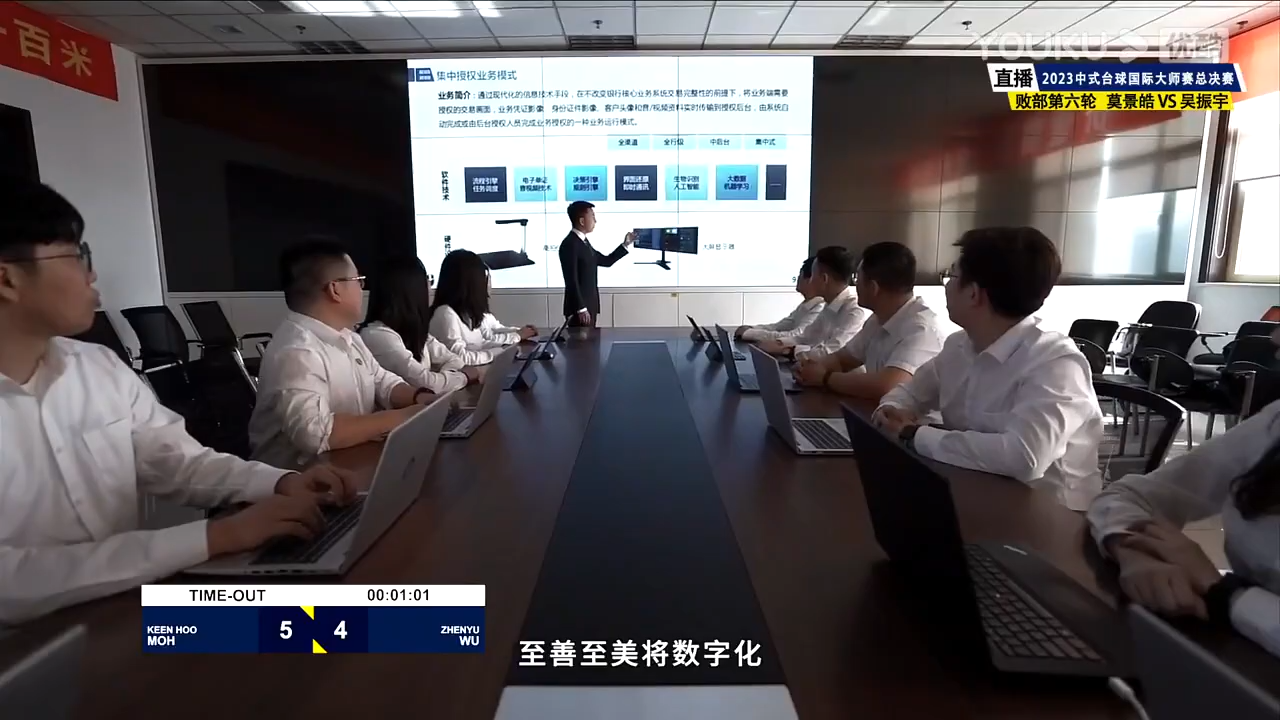 百米
YOUKU 优酷
直播 2023中式台球国际大师赛总决赛
败部第六轮 莫景皓 VS 吴振宇
集中授权业务模式
业务简介：通过现代化的信息技术手段，在不改变银行核心业务系统交易完整性的前提下，将业务端需要
授权的交易画面，业务凭证影像、身份证件影像、客户头像和音/视频资料实时传输到授权后台，由系统自
动完成或由后台授权人员完成业务授权的一种业务运行模式。
全渠道 全行级 中后台 集中式
软件技术
流程引擎 任务调度
电子单证 音视频技术
决策引擎 规则引擎
界面还原 即时通讯
生物识别 人工智能
大数据 机器学习
TIME-OUT 00:01:01
KEEN HOO MOH 5 4 ZHENYU WU
至善至美将数字化